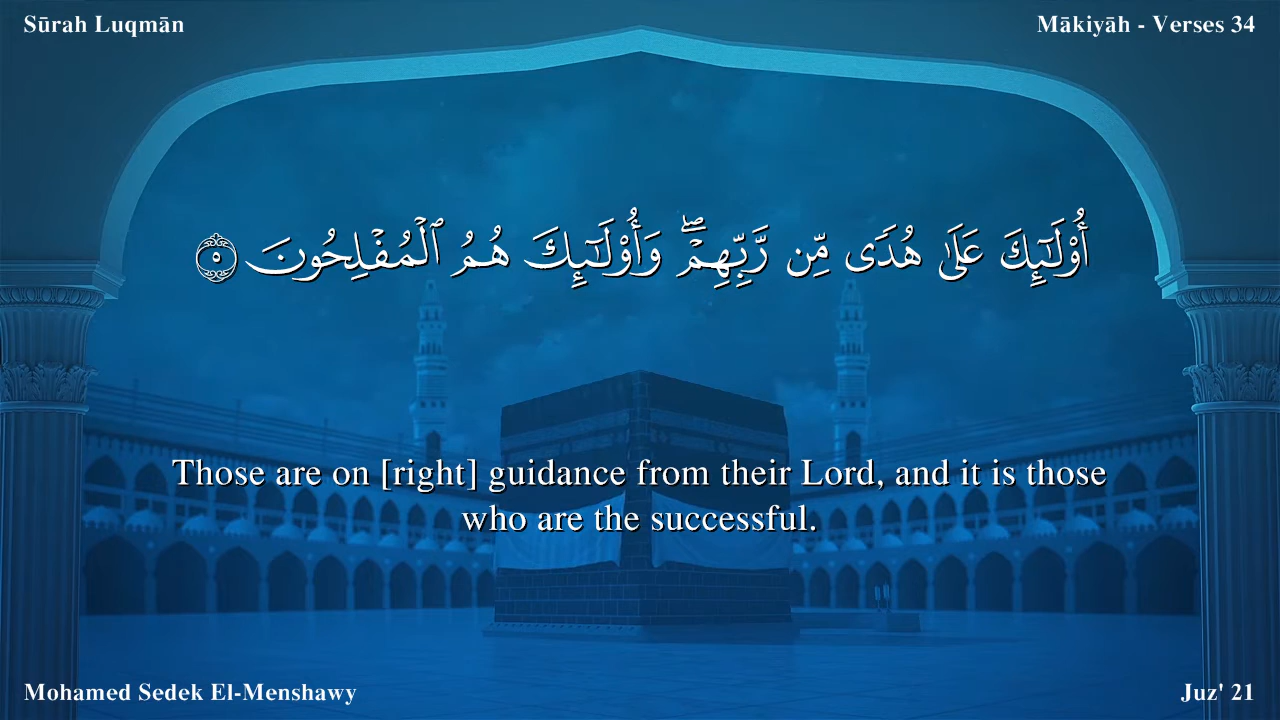 Sūrah Luqmān
Mākiyāh - Verses 34
أُو۟لَـٰٓئِكَ عَلَىٰ هُدًى مِّن رَّبِّهِمْ ۖ وَأُو۟لَـٰٓئِكَ هُمُ ٱلْمُفْلِحُونَ ٥
Those are on [right] guidance from their Lord, and it is those
who are the successful.
Mohamed Sedek El-Menshawy
Juz' 21